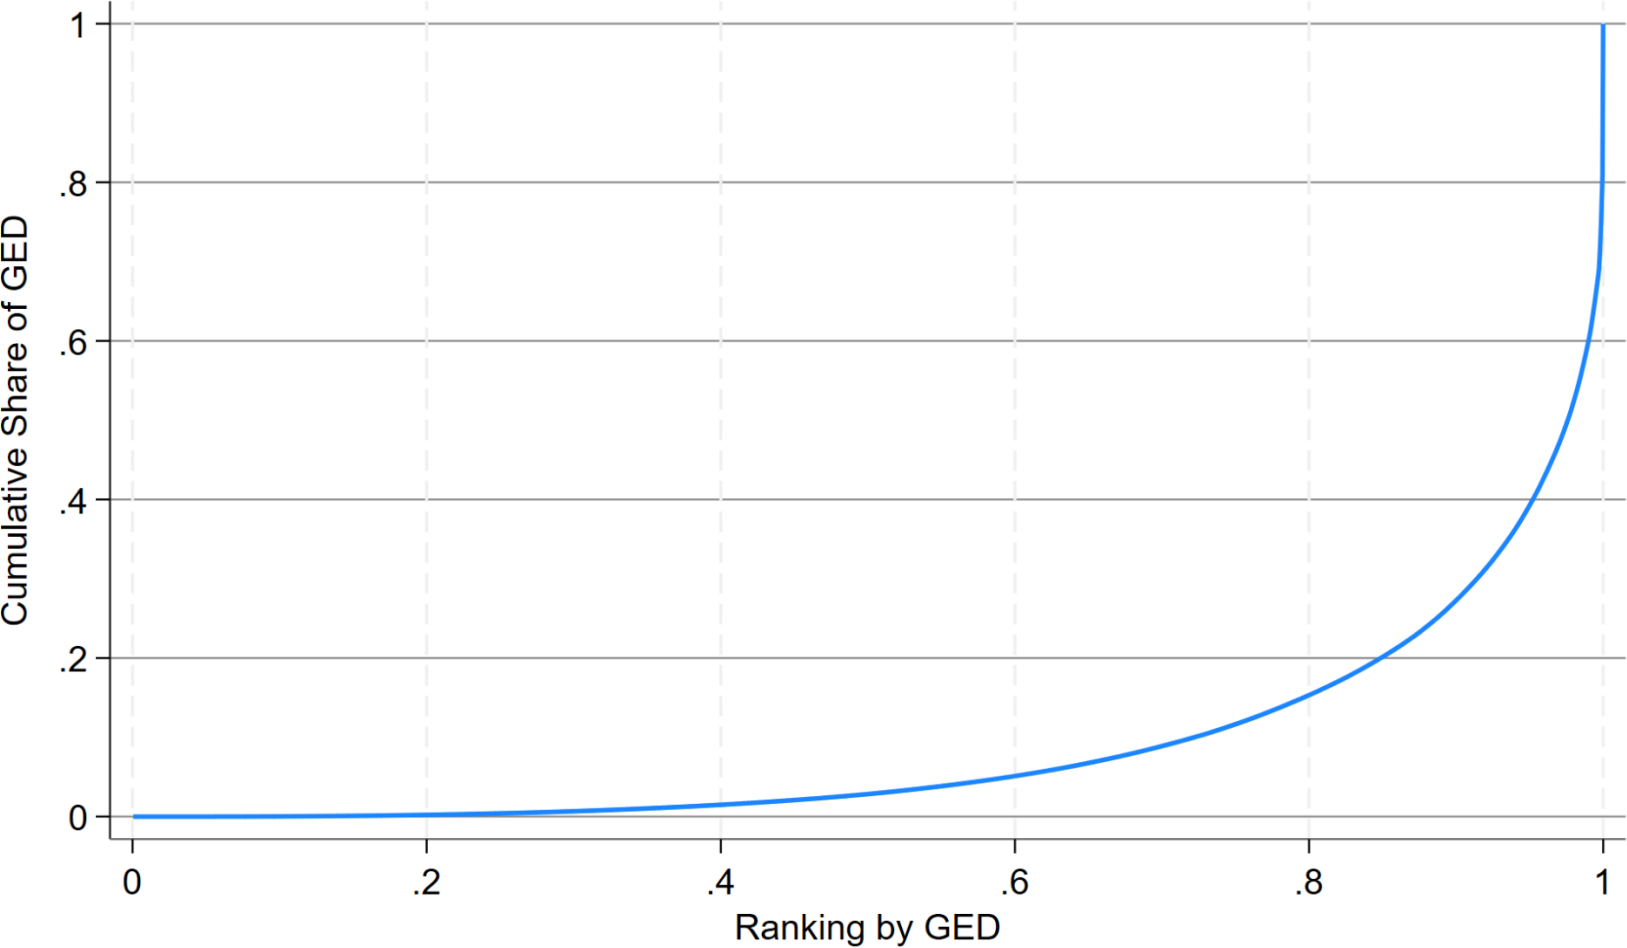 Cumulative Share of GED
1
.8
.6
.4
.2
0
0 .2 .4 .6 .8 1
Ranking by GED